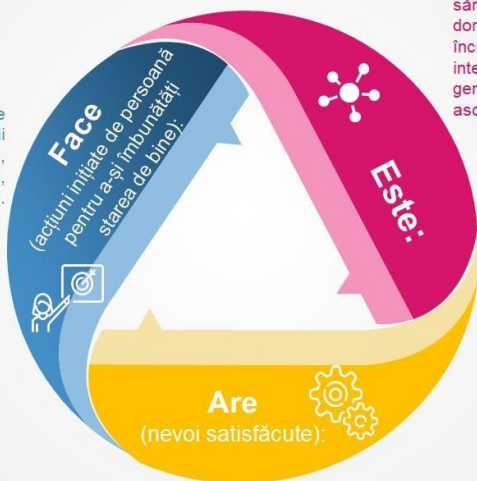 Face
(acțiuni inițiate de persoană
pentru a-și îmbunătăți
starea de bine):
Este:
Are
(nevoi satisfăcute):